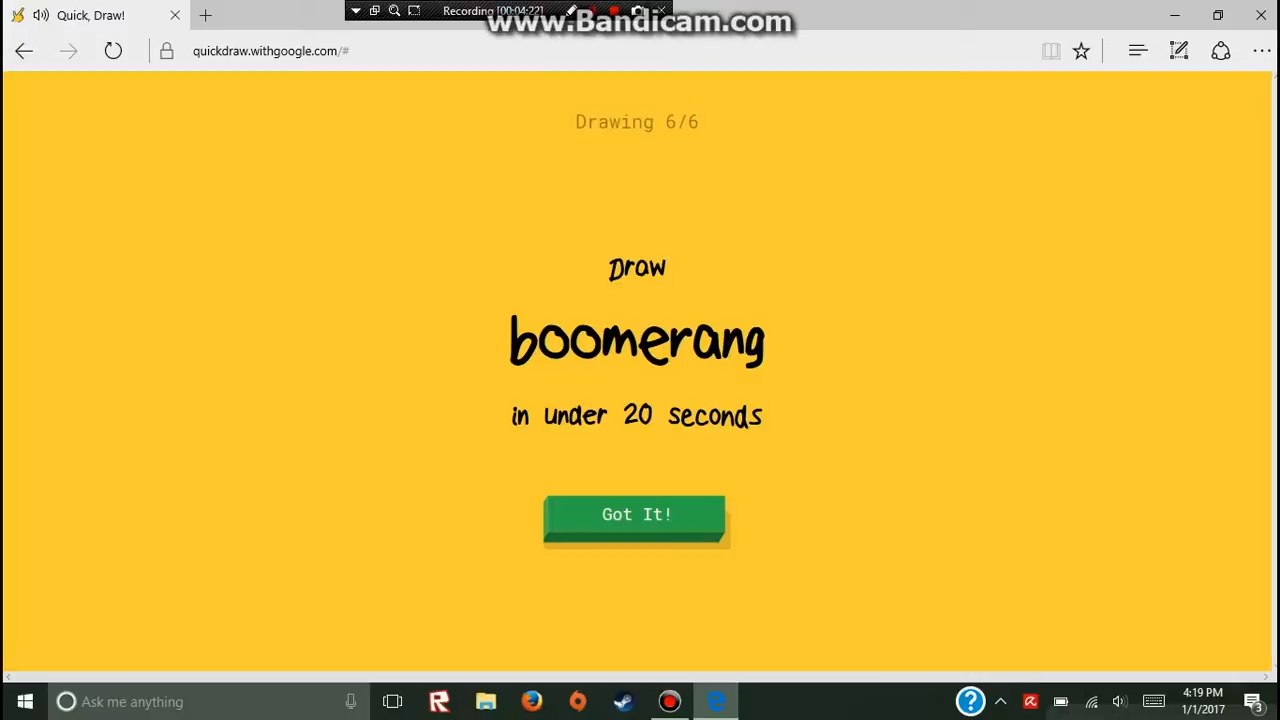 www.Bandicam.com
Quick, Draw!
Recording [00:04:22]
quickdraw.withgoogle.com/#
Drawing 6/6
Draw
boomerang
in under 20 seconds
Got It!
Ask me anything
4:19 PM
1/1/2017
3